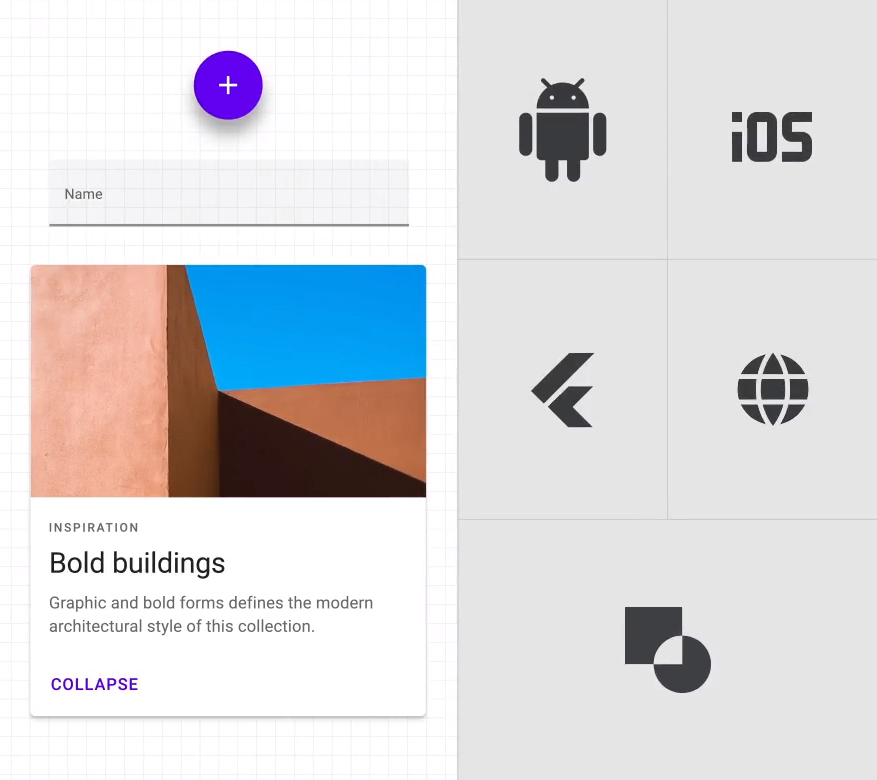 Name
INSPIRATION
Bold buildings
Graphic and bold forms defines the modern
architectural style of this collection.
COLLAPSE
iOS